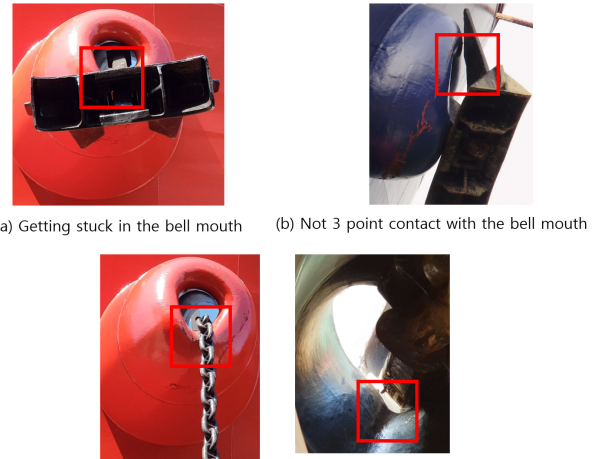 a) Getting stuck in the bell mouth
(b) Not 3 point contact with the bell mouth